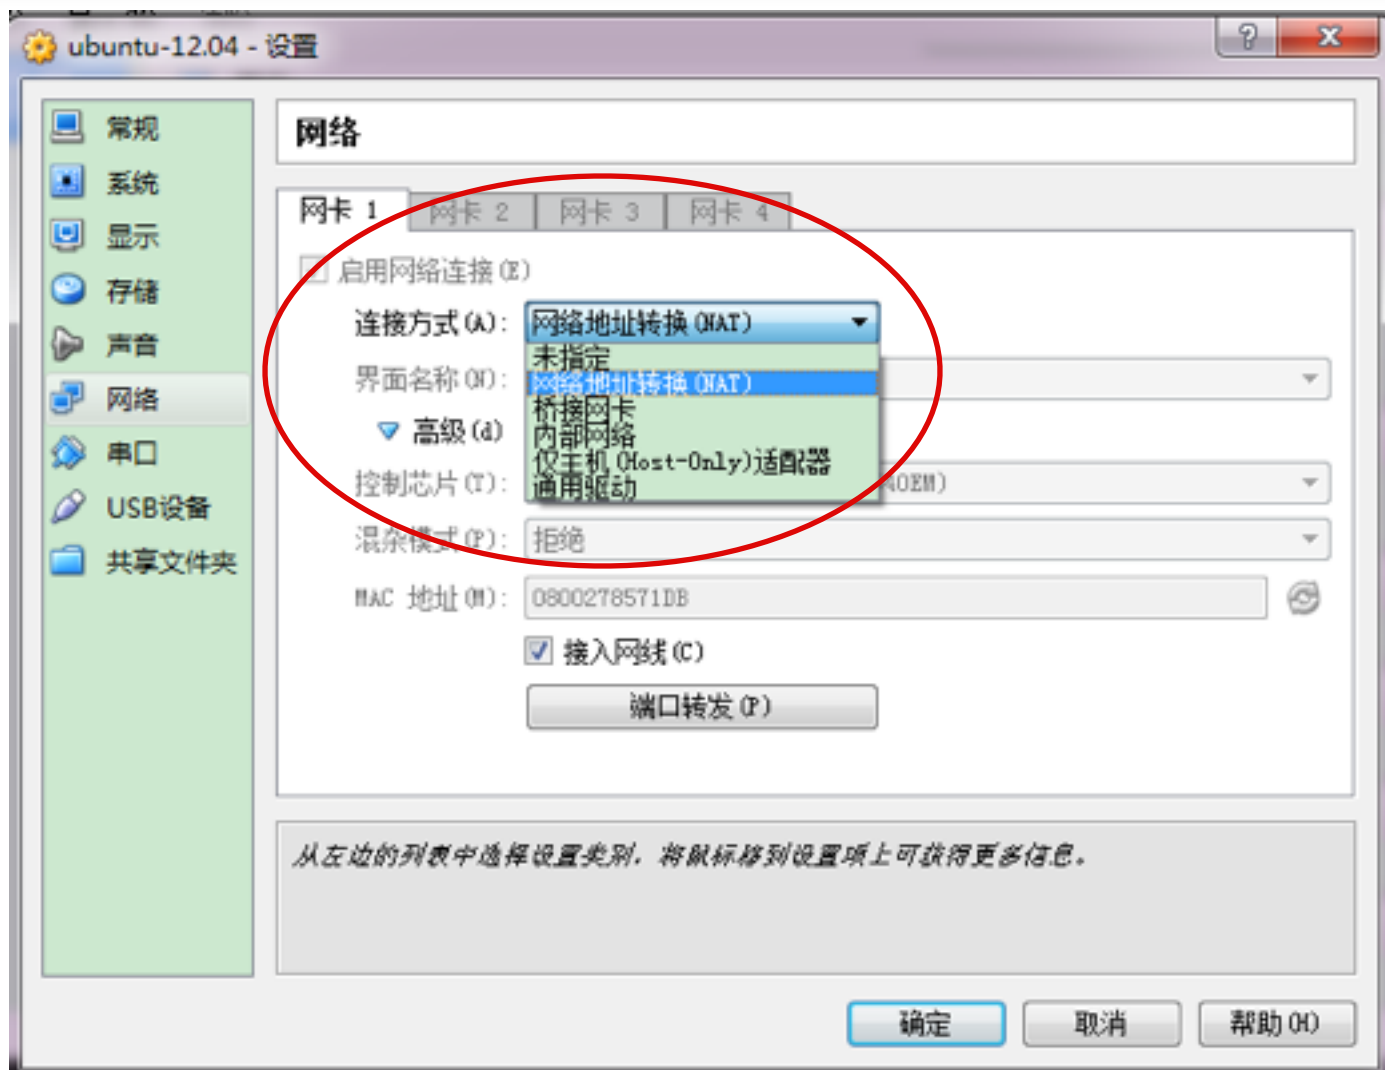 ubuntu-12.04 - 设置
常规
系统
显示
存储
声音
网络
串口
USB设备
共享文件夹
网络
网卡 1
网卡 2
网卡 3
网卡 4
启用网络连接(E)
连接方式(A):
网络地址转换(NAT)
未指定
网络地址转换(NAT)
桥接网卡
内部网络
仅主机(Host-Only)适配器
通用驱动
界面名称(N):
高级(d)
控制芯片(T):
混杂模式(P):
拒绝
MAC 地址(M):
0800278571DB
接入网线(C)
端口转发(P)
从左边的列表中选择设置类别, 将鼠标移到设置项上可获得更多信息。
确定
取消
帮助(H)